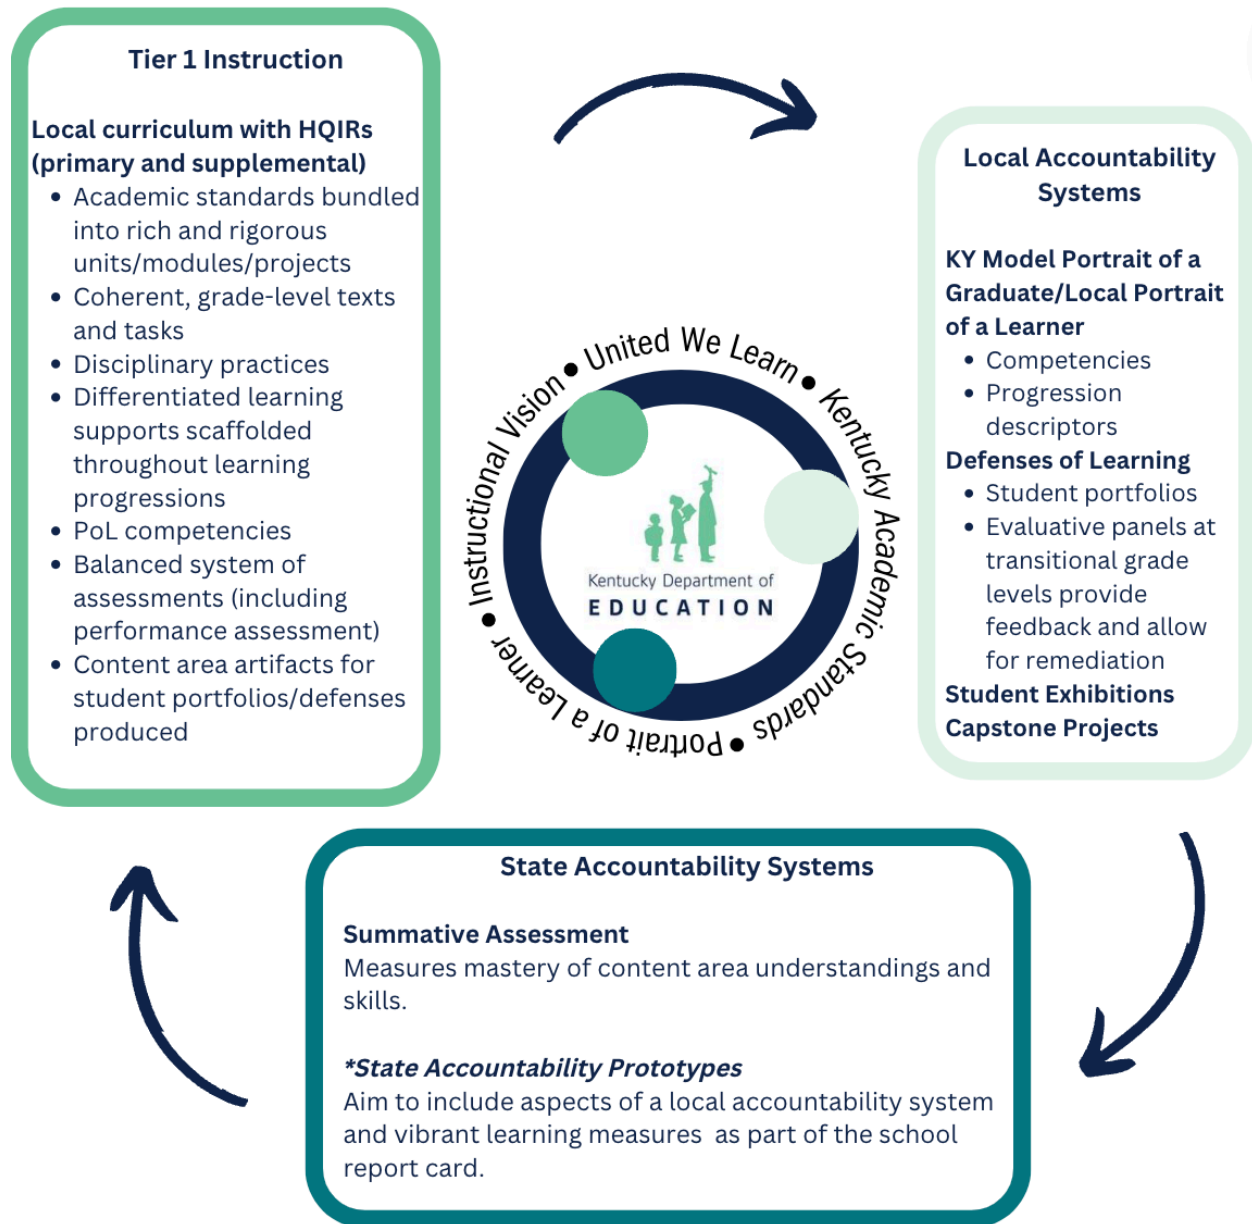 Tier 1 Instruction
Local curriculum with HQIRs
(primary and supplemental)
• Academic standards bundled
into rich and rigorous
units/modules/projects
• Coherent, grade-level texts
and tasks
• Disciplinary practices
• Differentiated learning
supports scaffolded
throughout learning
progressions
• PoL competencies
• Balanced system of
assessments (including
performance assessment)
• Content area artifacts for
student portfolios/defenses
produced
• United We Learn • Kentucky Academic Standards • Portrait of a Learner • Instructional Vision
Kentucky Department of
EDUCATION
Local Accountability
Systems
KY Model Portrait of a
Graduate/Local Portrait
of a Learner
• Competencies
• Progression
descriptors
Defenses of Learning
• Student portfolios
• Evaluative panels at
transitional grade
levels provide
feedback and allow
for remediation
Student Exhibitions
Capstone Projects
State Accountability Systems
Summative Assessment
Measures mastery of content area understandings and
skills.
*State Accountability Prototypes
Aim to include aspects of a local accountability system
and vibrant learning measures as part of the school
report card.